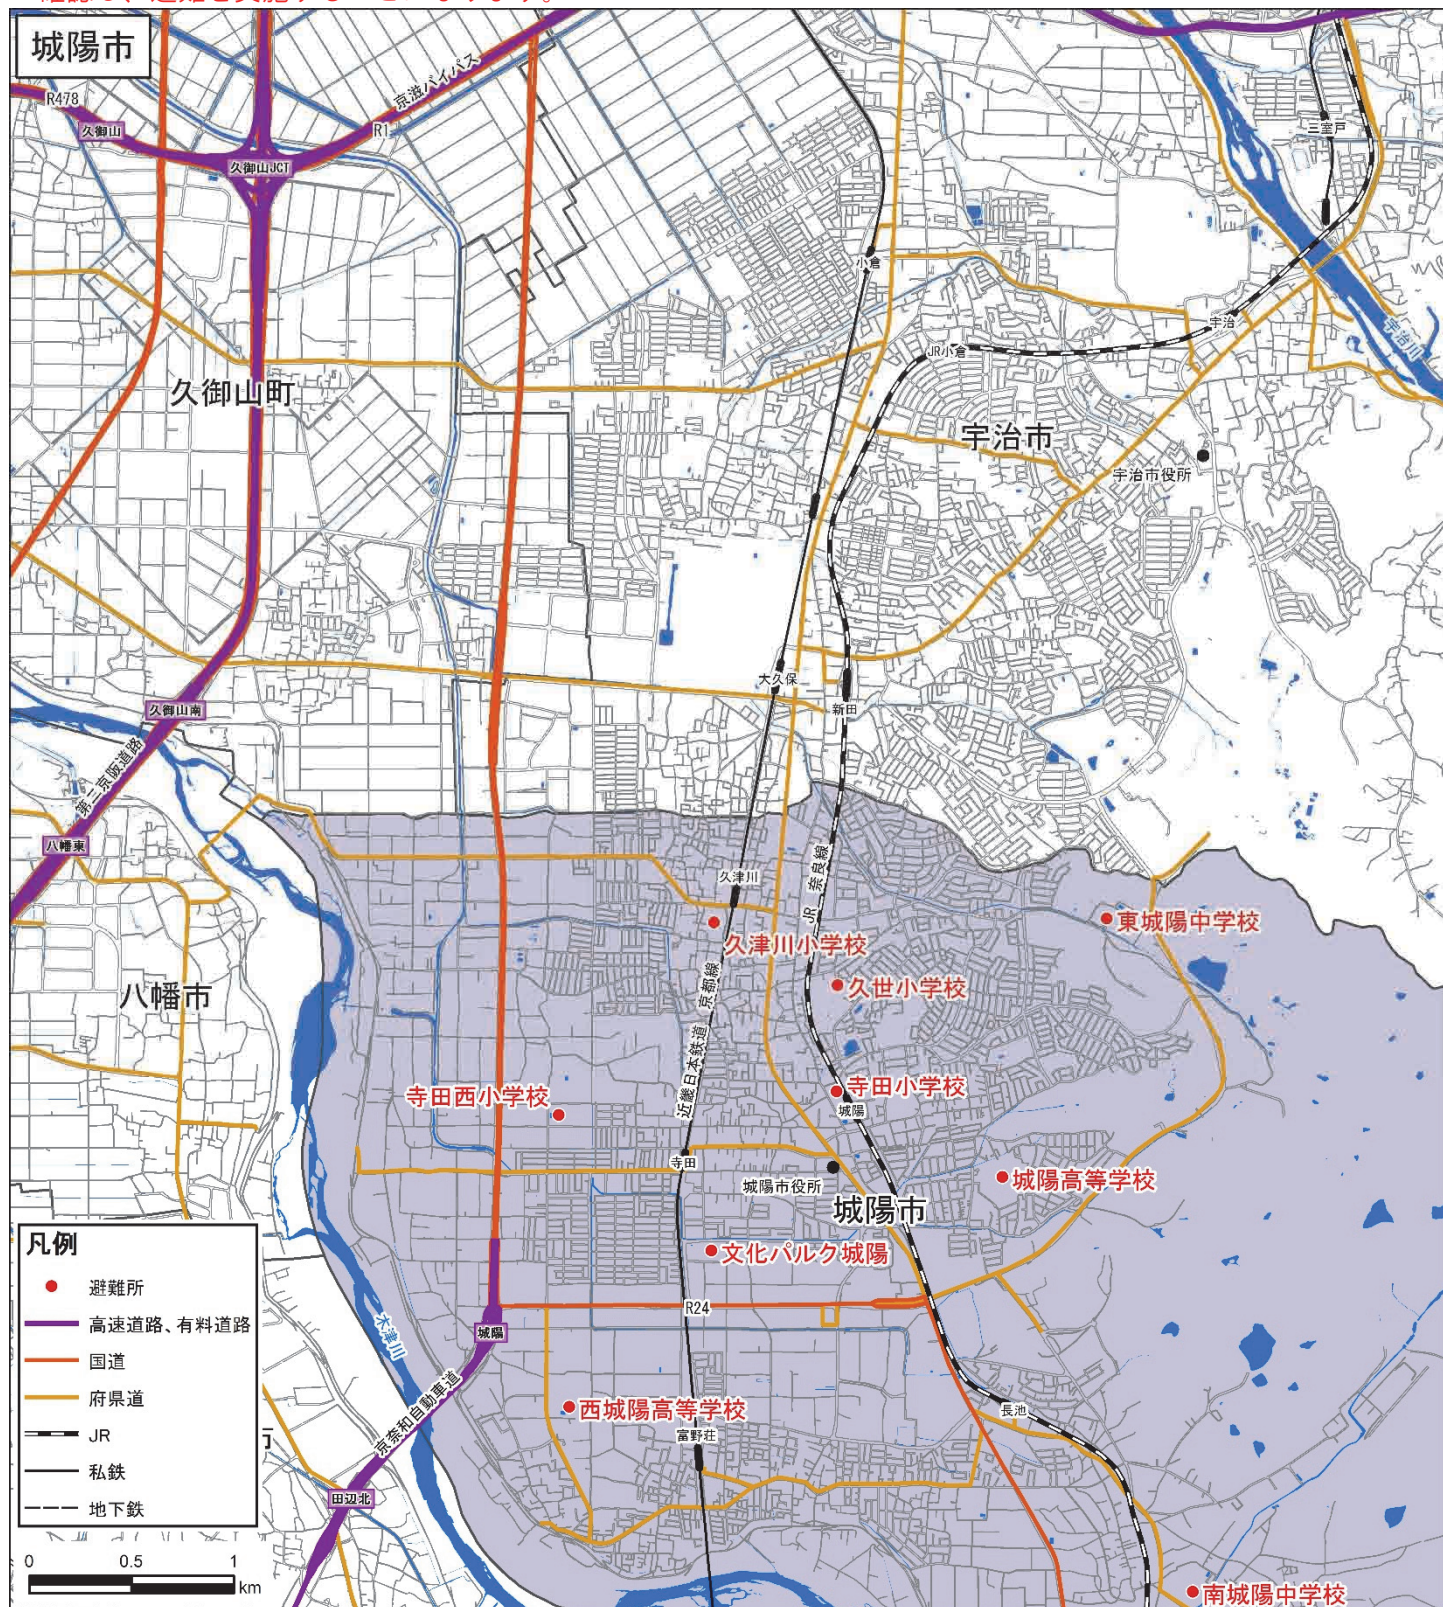 城陽市
R478
久御山
久御山JCT
京滋バイパス
R1
三室戸
小倉
宇治
宇治川
JR小倉
久御山町
宇治市
宇治市役所
大久保
新田
久御山南
第二京阪道路
八幡東
久津川
JR 奈良線
久津川小学校
東城陽中学校
久世小学校
八幡市
近畿日本鉄道 京都線
寺田西小学校
寺田小学校
城陽
寺田
城陽市役所
城陽高等学校
城陽市
文化パルク城陽
R24
城陽
木津川
京奈和自動車道
西城陽高等学校
富野荘
長池
田辺北
南城陽中学校
凡例
避難所
高速道路、有料道路
国道
府県道
JR
私鉄
地下鉄
0 0.5 1
km